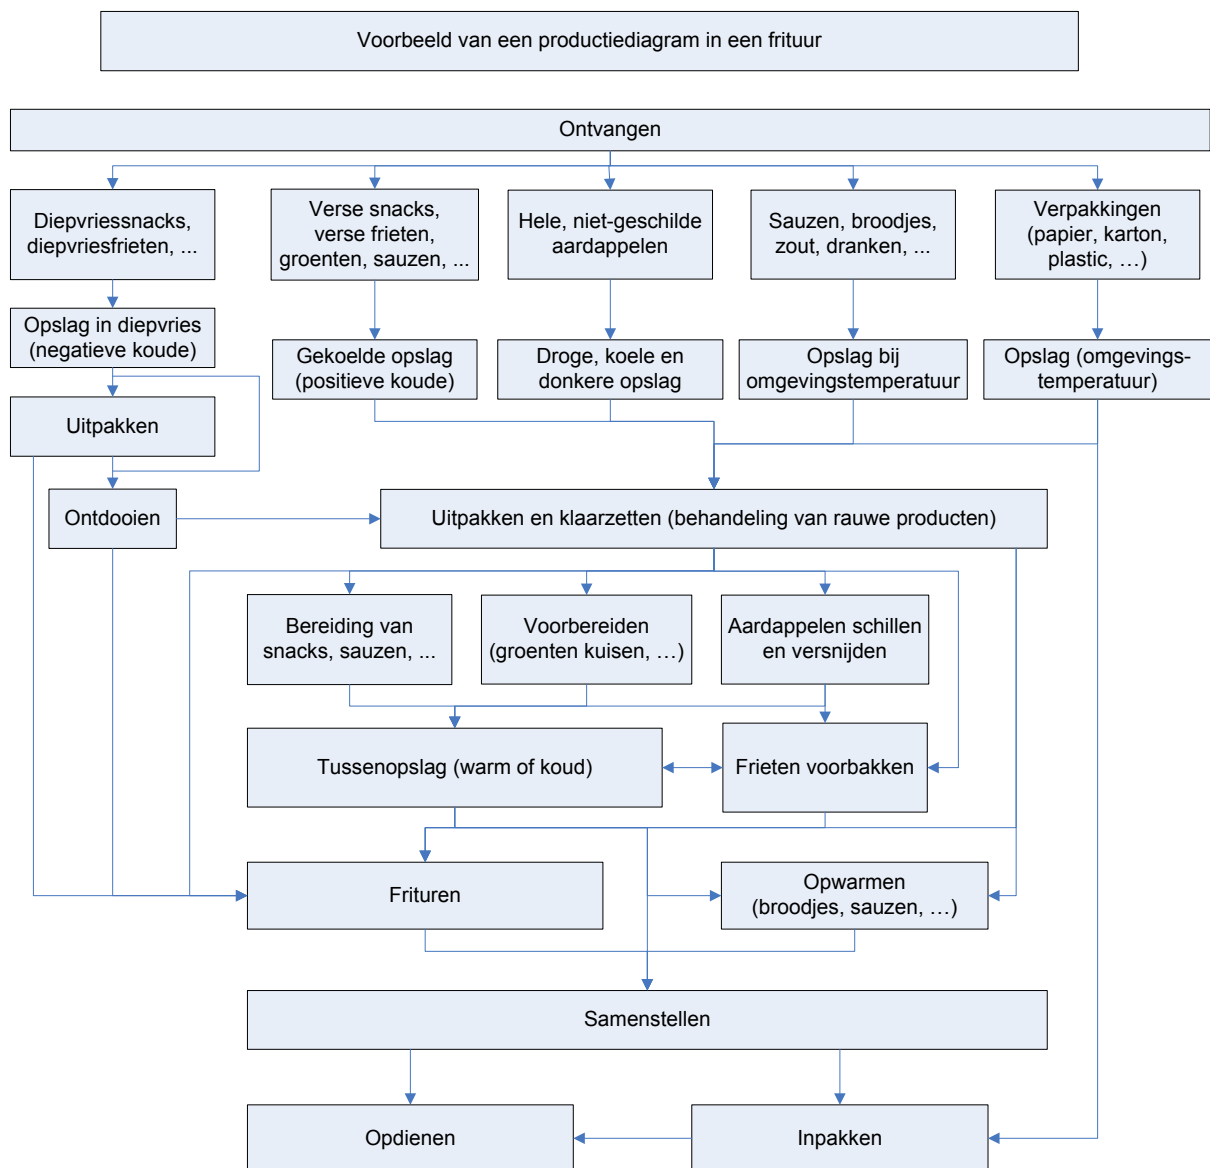 Voorbeeld van een productiediagram in een frituur
Ontvangen
Diepvriessnacks,
diepvriesfrieten, ...
Verse snacks,
verse frieten,
groenten, sauzen, ...
Hele, niet-geschilde
aardappelen
Sauzen, broodjes,
zout, dranken, ...
Verpakkingen
(papier, karton,
plastic, …)
Opslag in diepvries
(negatieve koude)
Gekoelde opslag
(positieve koude)
Droge, koele en
donkere opslag
Opslag bij
omgevingstemperatuur
Opslag (omgevings-
temperatuur)
Uitpakken
Ontdooien
Uitpakken en klaarzetten (behandeling van rauwe producten)
Bereiding van
snacks, sauzen, ...
Voorbereiden
(groenten kuisen, …)
Aardappelen schillen
en versnijden
Tussenopslag (warm of koud)
Frieten voorbakken
Frituren
Opwarmen
(broodjes, sauzen, …)
Samenstellen
Opdienen
Inpakken